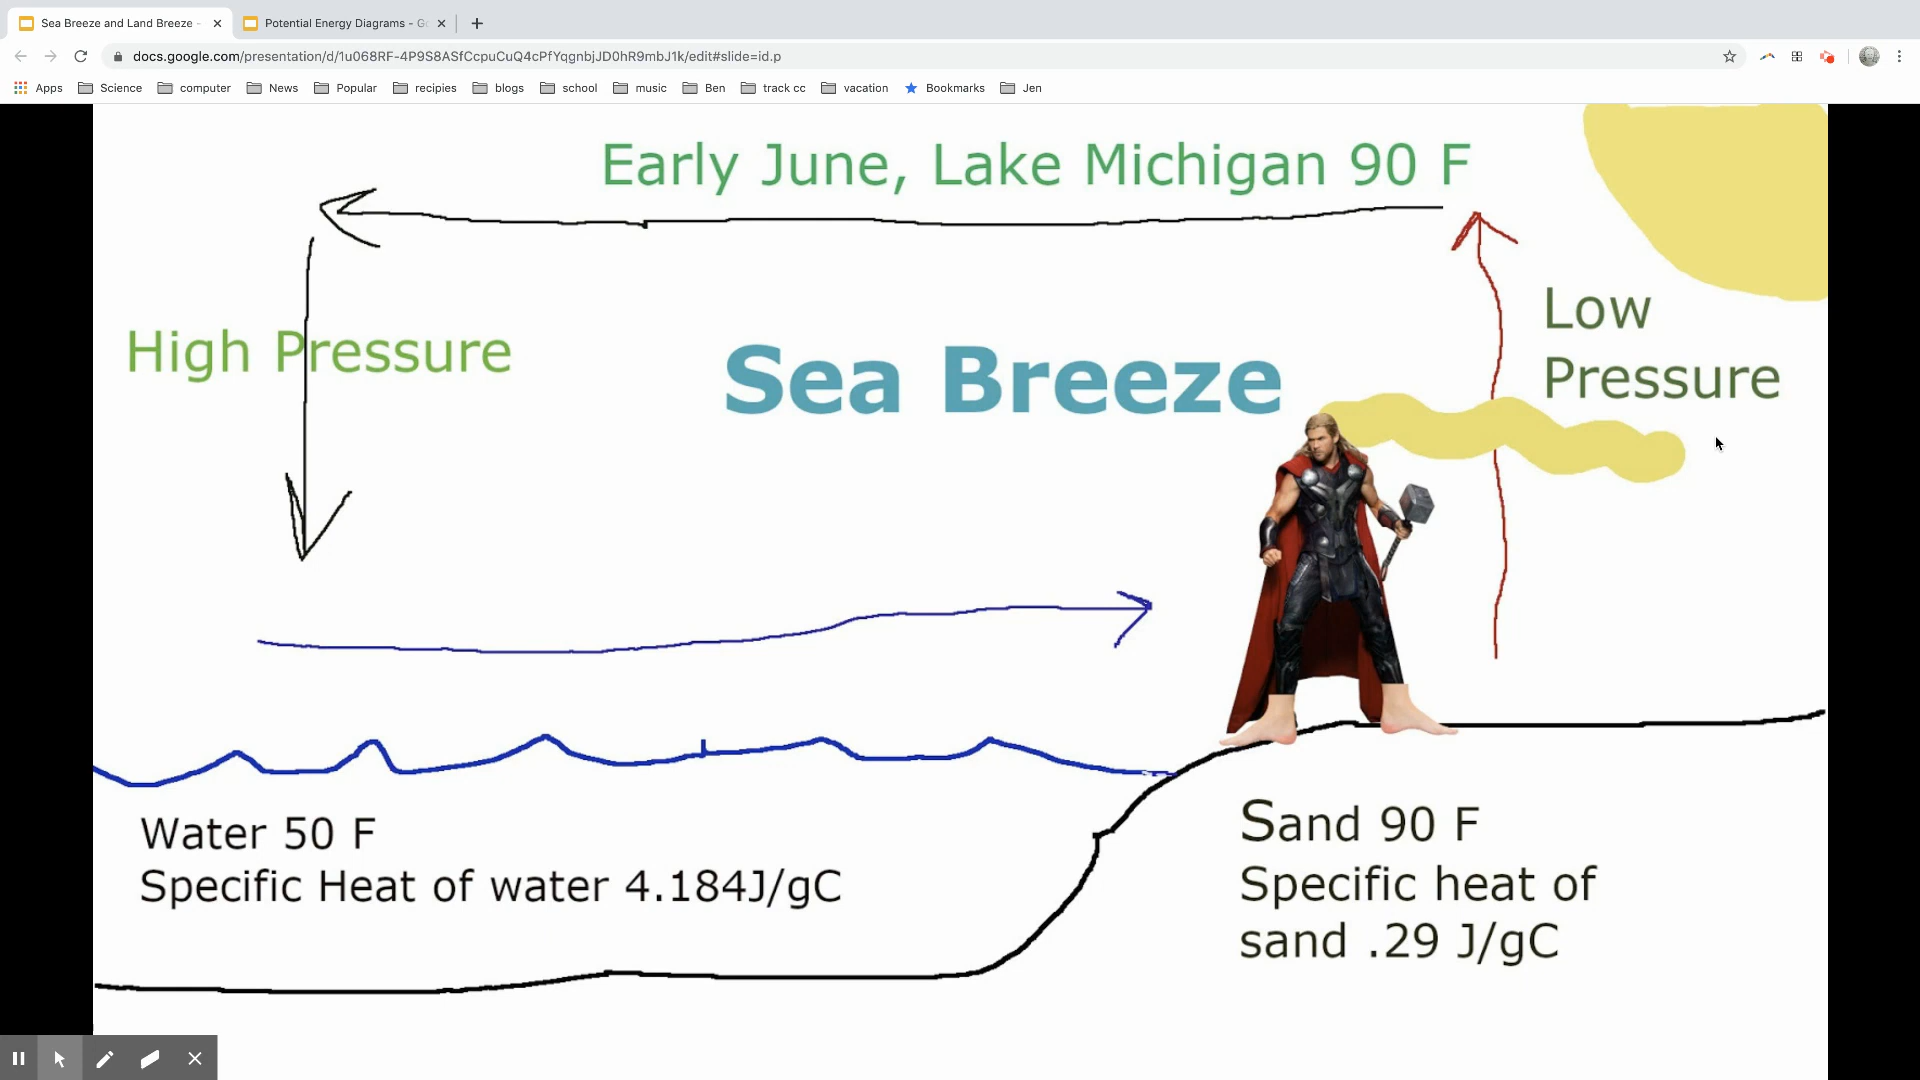 Sea Breeze and Land Breeze -
Potential Energy Diagrams - Go
docs.google.com/presentation/d/1u068RF-4P9S8ASfCcpuCuQ4cPfYqgnbjJD0hR9mbJ1k/edit#slide=id.p
Apps Science computer News Popular recipies blogs school music Ben track cc vacation Bookmarks Jen
Early June, Lake Michigan 90 F
High Pressure
Sea Breeze
Low
Pressure
Water 50 F
Specific Heat of water 4.184J/gC
Sand 90 F
Specific heat of
sand .29 J/gC